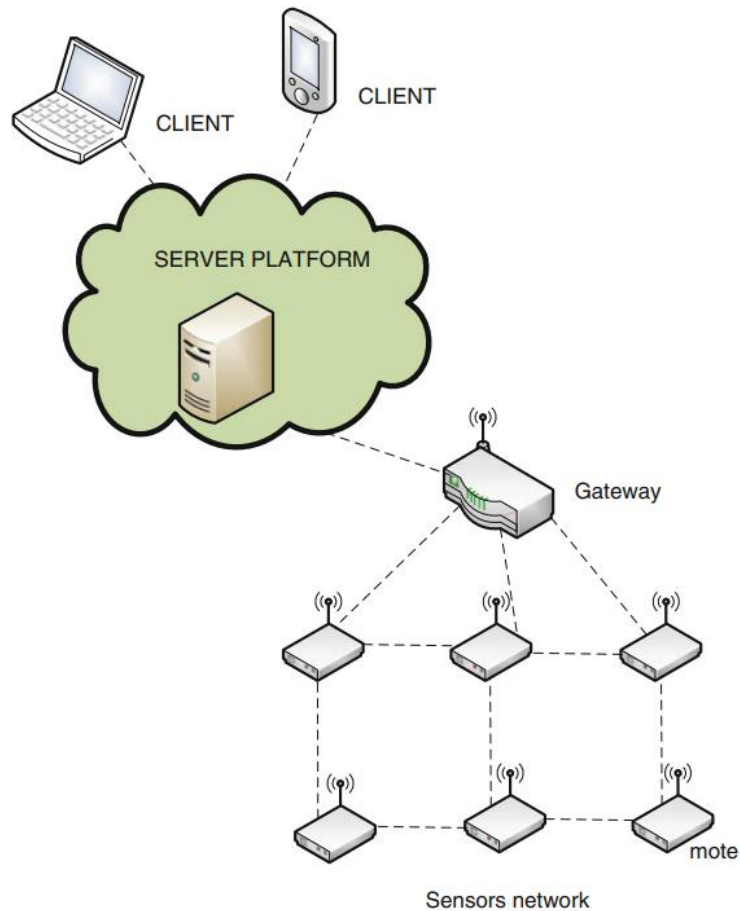 CLIENT
CLIENT
SERVER PLATFORM
Gateway
mote
Sensors network